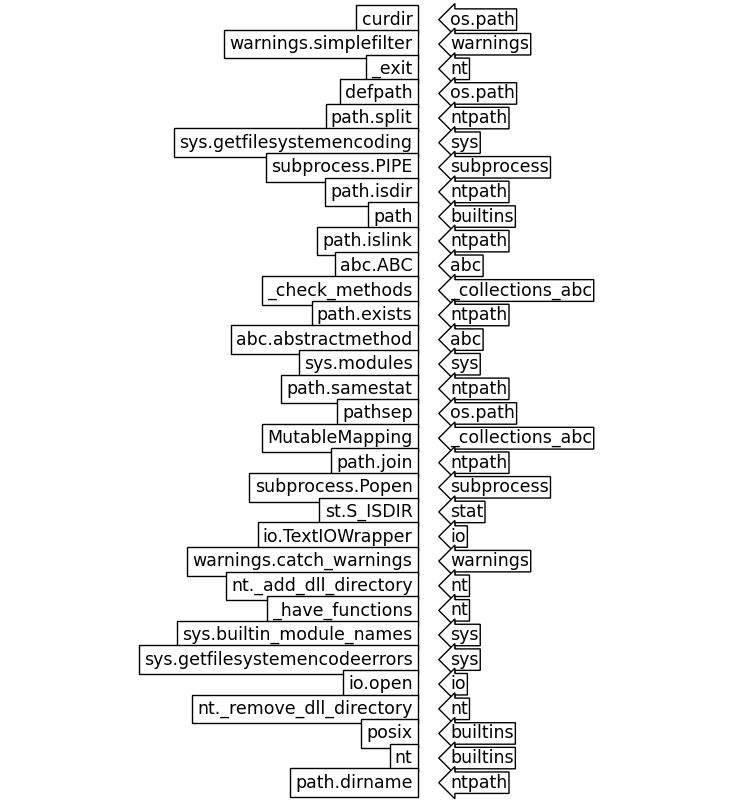 curdir os.path
warnings.simplefilter warnings
_exit nt
defpath os.path
path.split ntpath
sys.getfilesystemencoding sys
subprocess.PIPE subprocess
path.isdir ntpath
path builtins
path.islink ntpath
abc.ABC abc
_check_methods _collections_abc
path.exists ntpath
abc.abstractmethod abc
sys.modules sys
path.samestat ntpath
pathsep os.path
MutableMapping _collections_abc
path.join ntpath
subprocess.Popen subprocess
st.S_ISDIR stat
io.TextIOWrapper io
warnings.catch_warnings warnings
nt._add_dll_directory nt
_have_functions nt
sys.builtin_module_names sys
sys.getfilesystemencodeerrors sys
io.open io
nt._remove_dll_directory nt
posix builtins
nt builtins
path.dirname ntpath